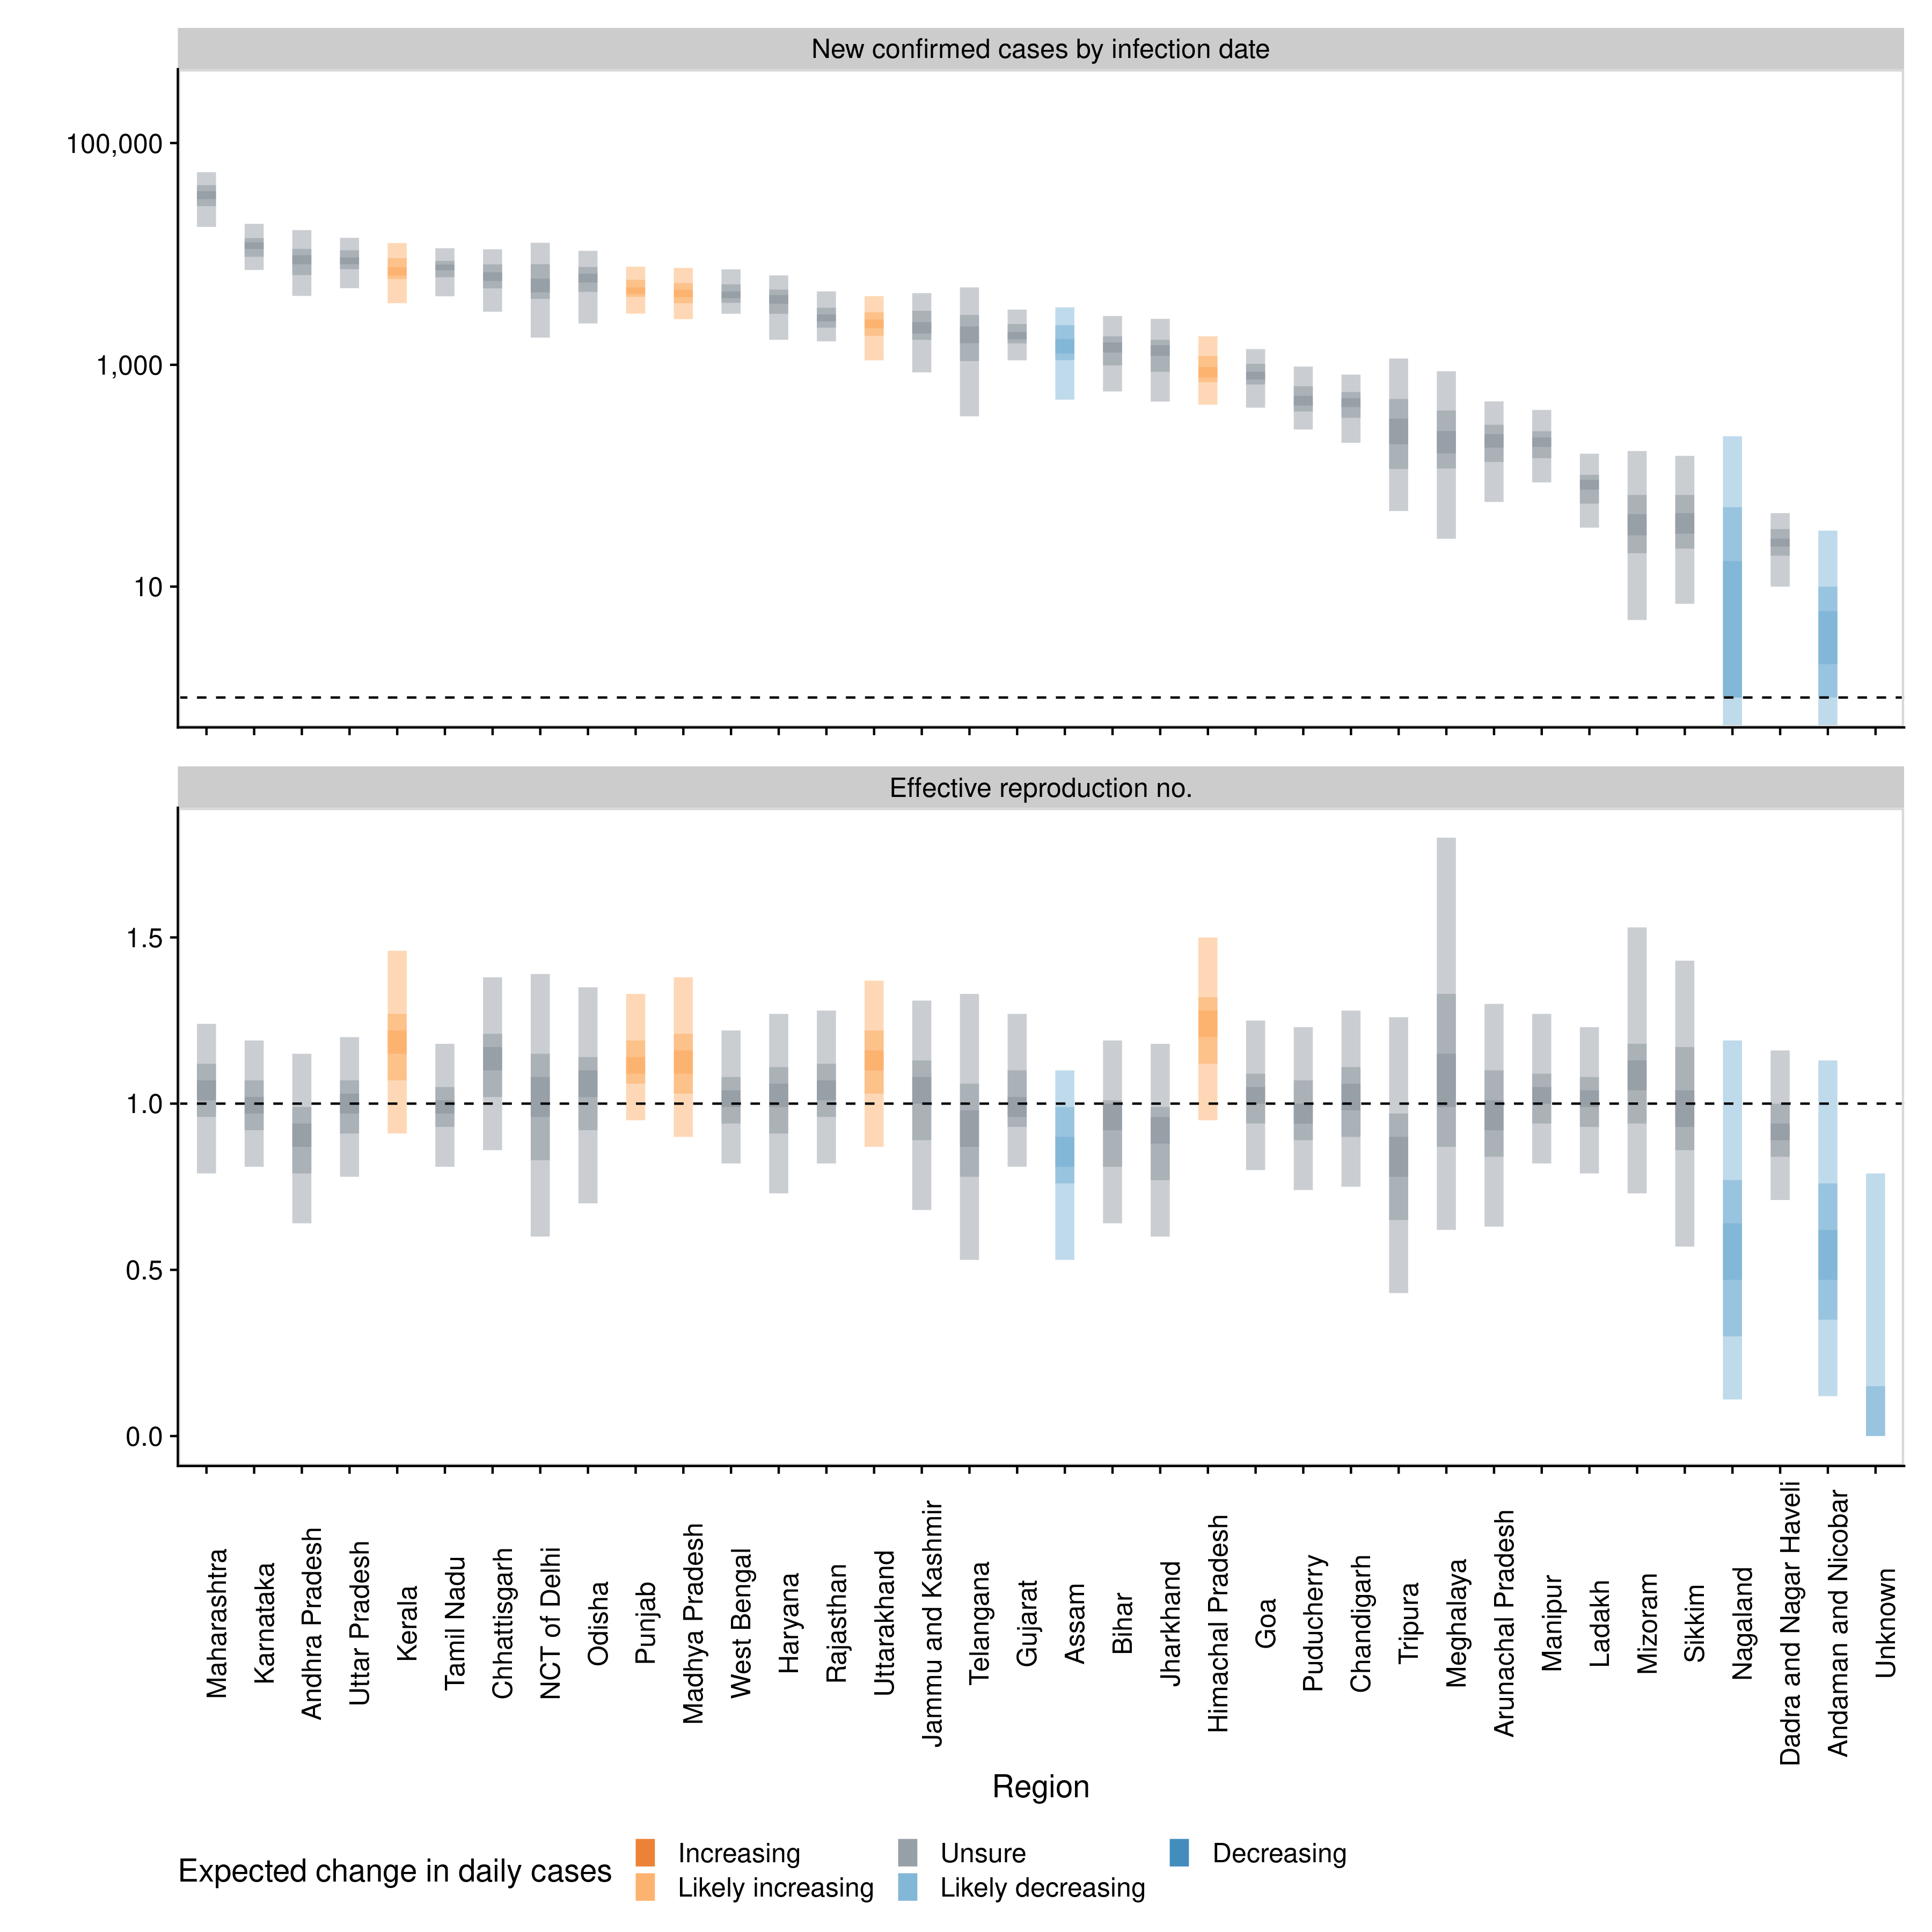 New confirmed cases by infection date
100,000
1,000
10
Effective reproduction no.
1.5
1.0
0.5
0.0
Maharashtra
Karnataka
Andhra Pradesh
Uttar Pradesh
Kerala
Tamil Nadu
Chhattisgarh
NCT of Delhi
Odisha
Punjab
Madhya Pradesh
West Bengal
Haryana
Rajasthan
Uttarakhand
Jammu and Kashmir
Telangana
Gujarat
Assam
Bihar
Jharkhand
Himachal Pradesh
Goa
Puducherry
Chandigarh
Tripura
Meghalaya
Arunachal Pradesh
Manipur
Ladakh
Mizoram
Sikkim
Nagaland
Dadra and Nagar Haveli
Andaman and Nicobar
Unknown
Region
Expected change in daily cases
Increasing
Likely increasing
Unsure
Likely decreasing
Decreasing